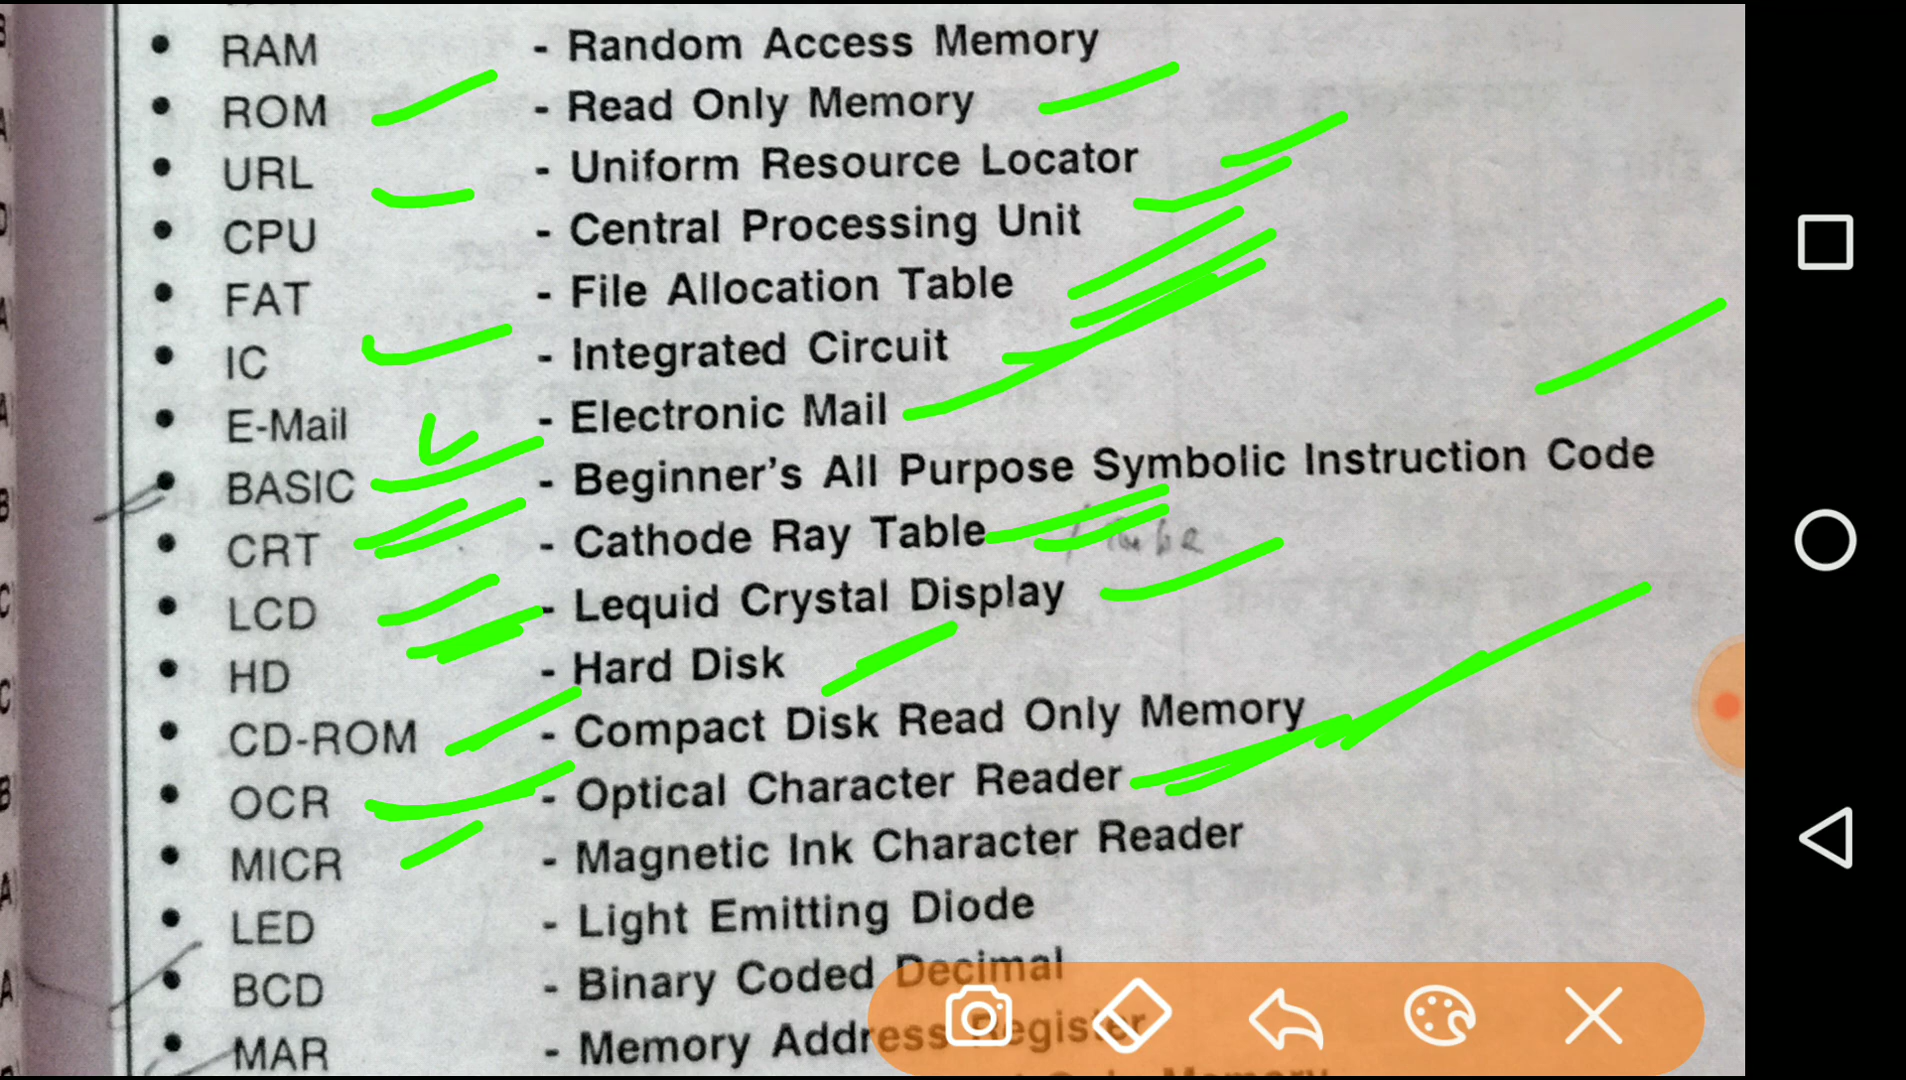 • RAM - Random Access Memory
• ROM - Read Only Memory
• URL - Uniform Resource Locator
• CPU - Central Processing Unit
• FAT - File Allocation Table
• IC - Integrated Circuit
• E-Mail - Electronic Mail
• BASIC - Beginner's All Purpose Symbolic Instruction Code
• CRT - Cathode Ray Table
• LCD - Lequid Crystal Display
• HD - Hard Disk
• CD-ROM - Compact Disk Read Only Memory
• OCR - Optical Character Reader
• MICR - Magnetic Ink Character Reader
• LED - Light Emitting Diode
• BCD - Binary Coded Decimal
• MAR - Memory Address Register